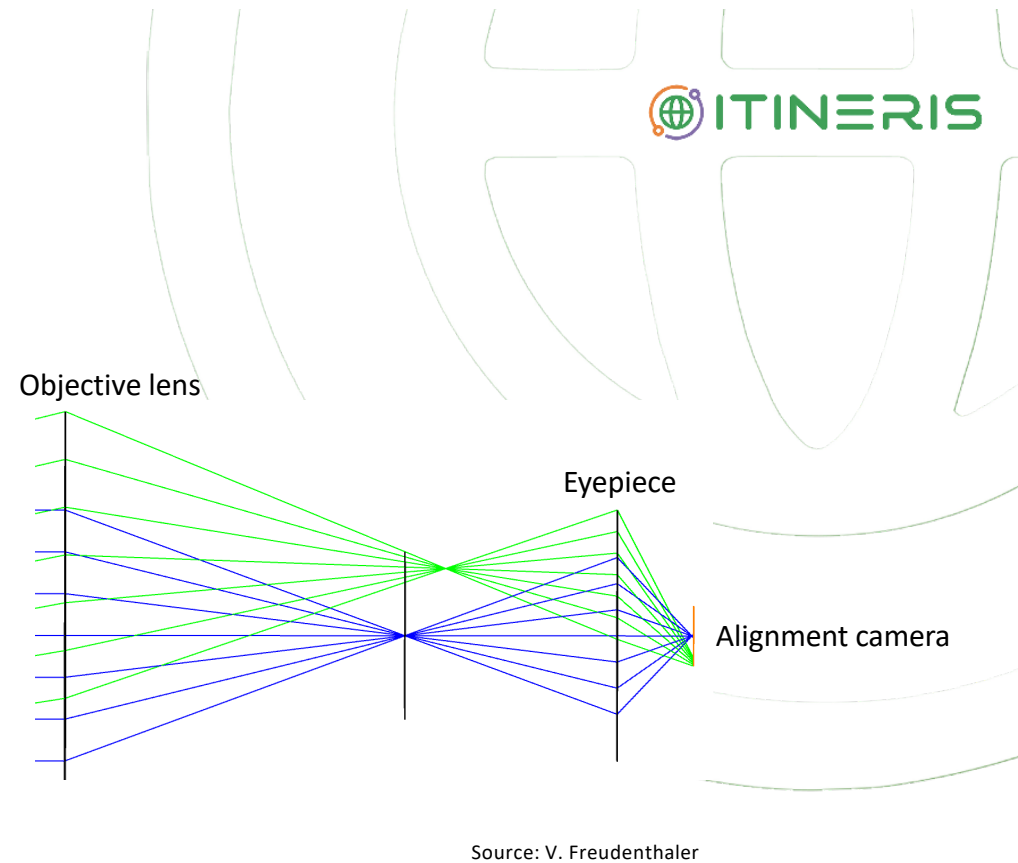 ITINERIS
Objective lens
Eyepiece
Alignment camera
Source: V. Freudenthaler